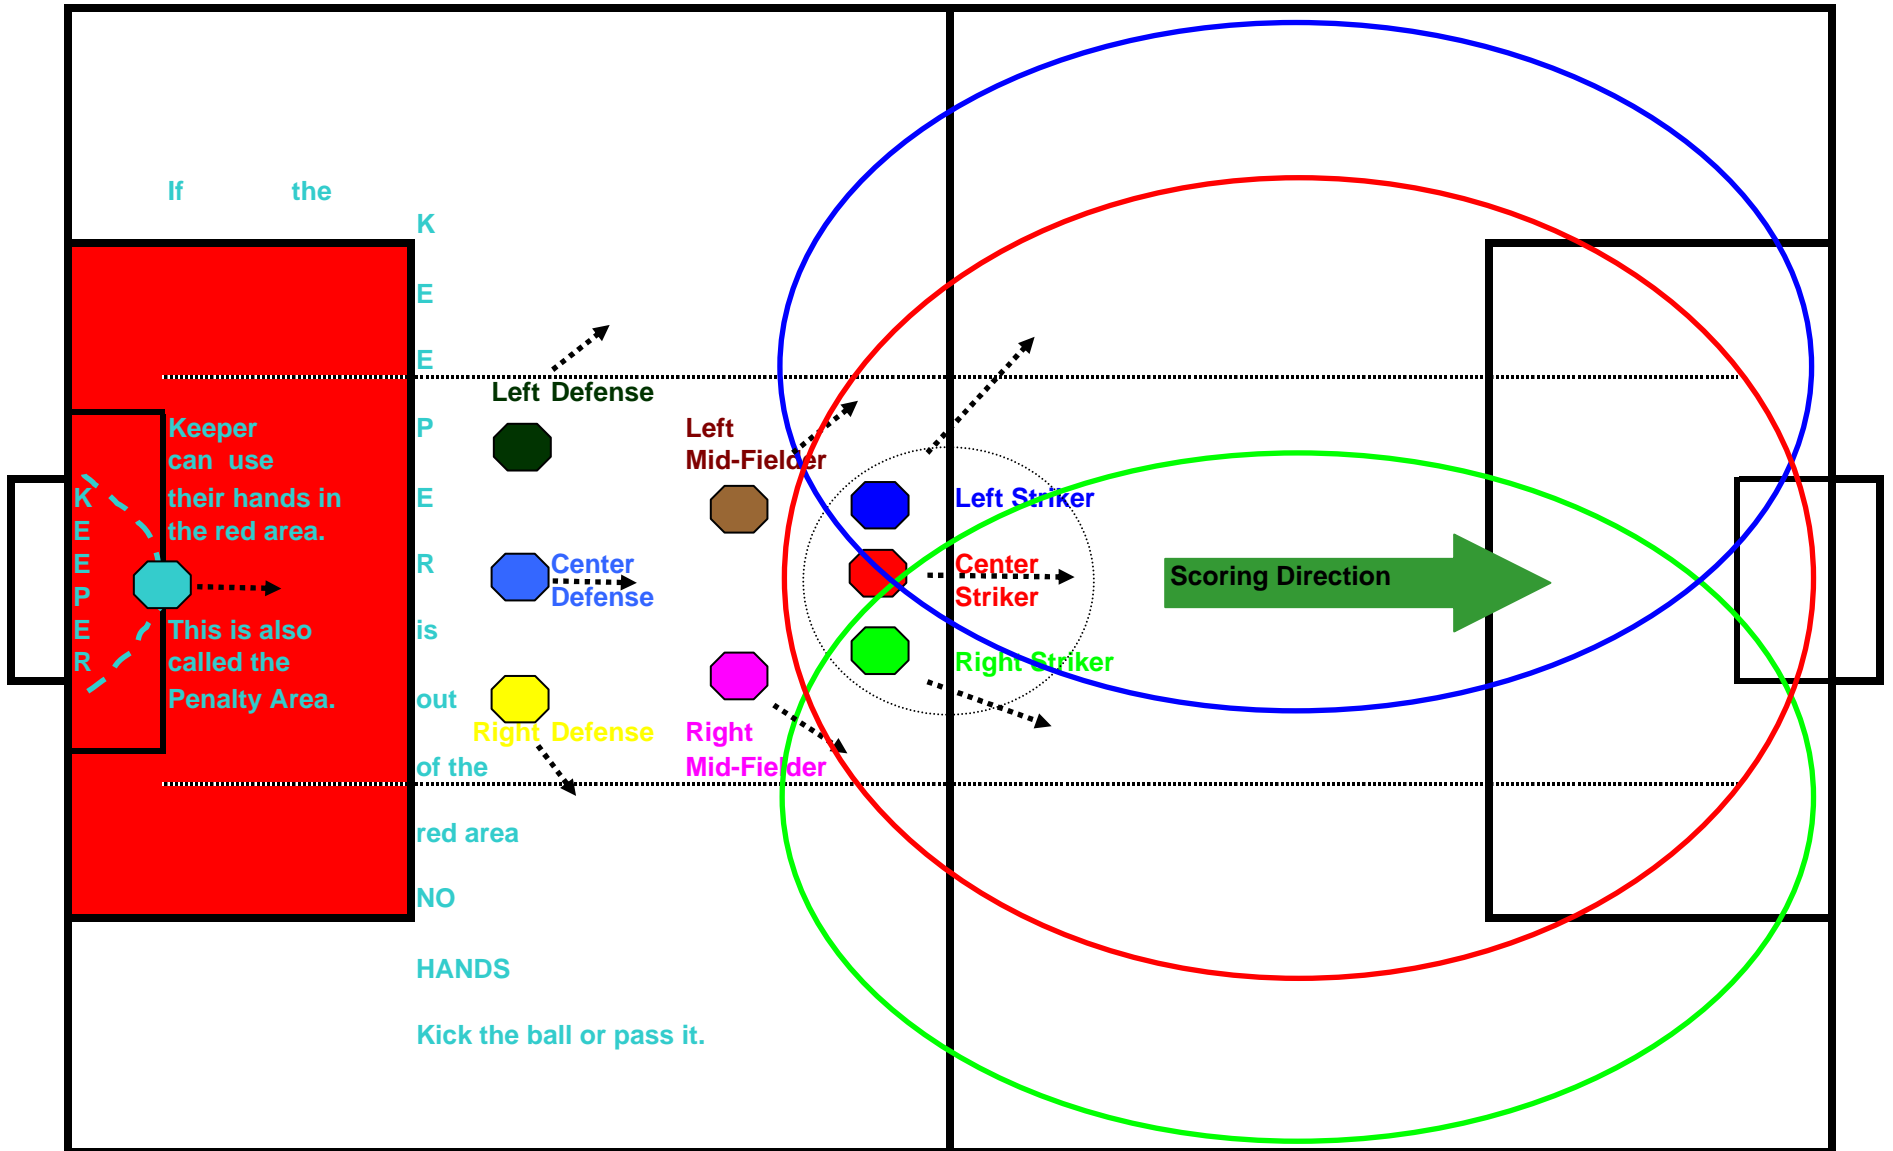 If the
K
E
E
P
E
R
is
out
of the
red area
NO
HANDS
Kick the ball or pass it.
K
E
E
P
E
R
Keeper
can use
their hands in
the red area.
This is also
called the
Penalty Area.
Left Defense
Center
Defense
Right Defense
Left
Mid-Fielder
Right
Mid-Fielder
Left Striker
Center
Striker
Right Striker
Scoring Direction